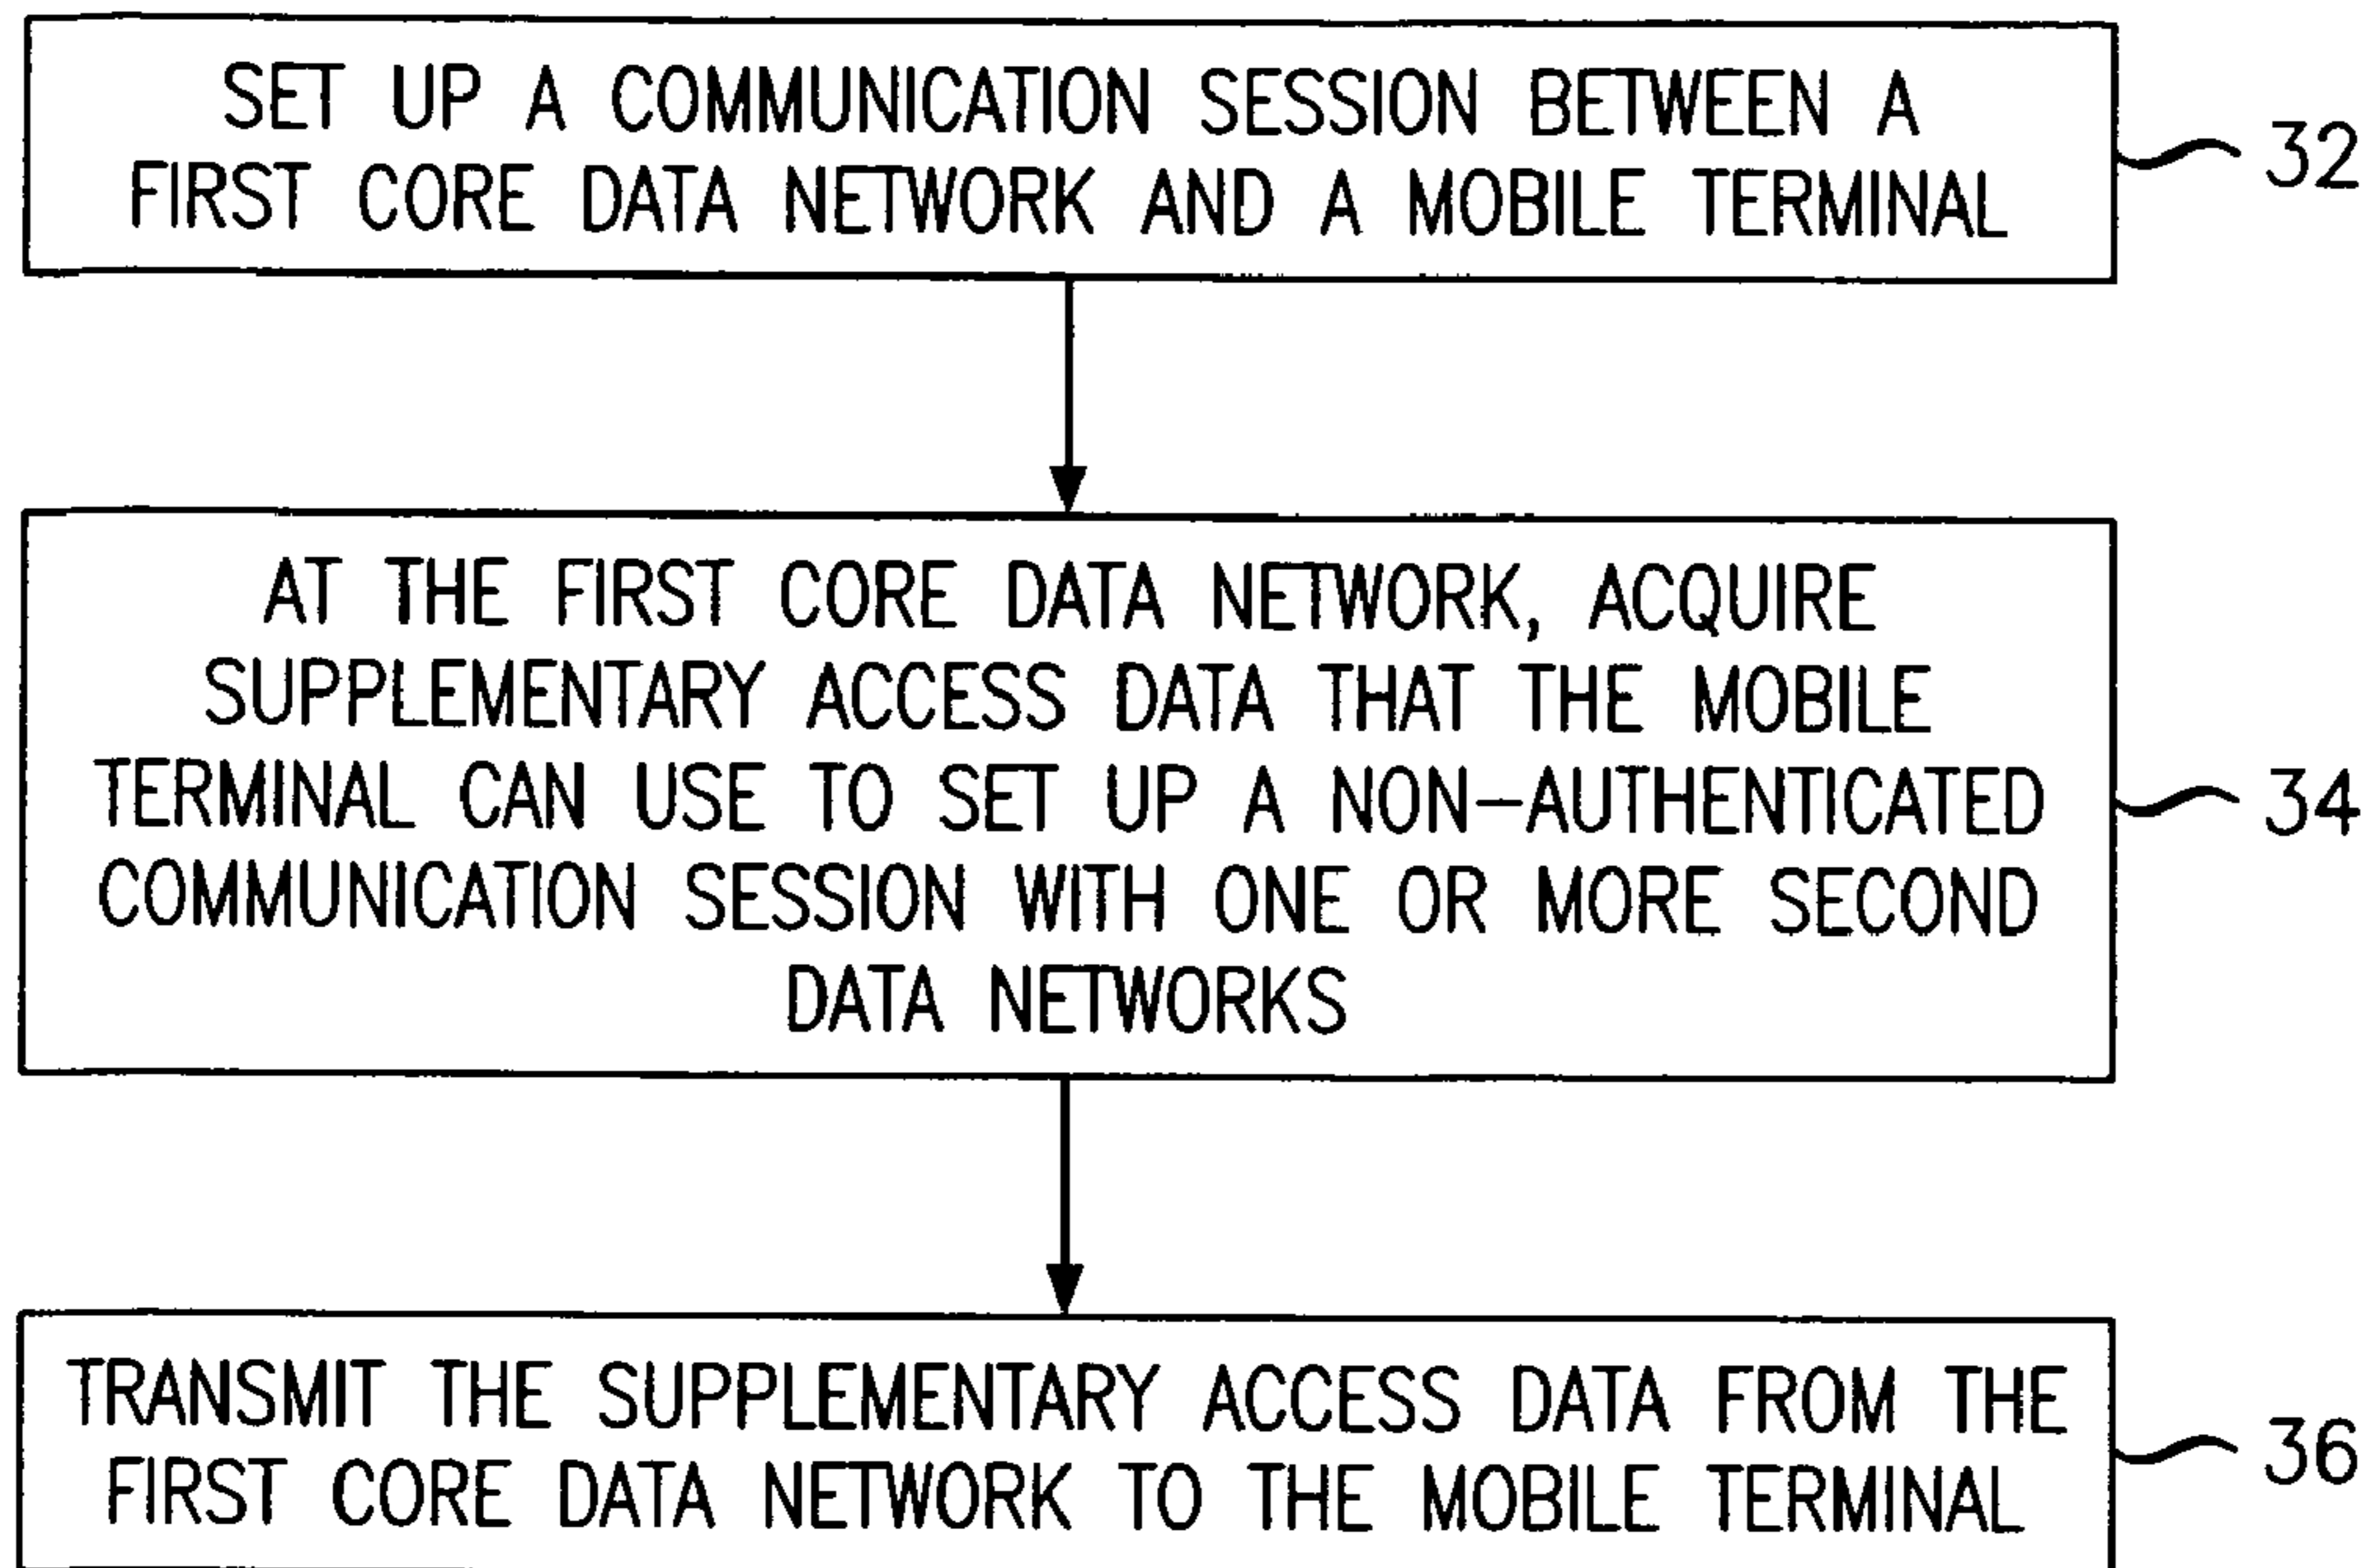 SET UP A COMMUNICATION SESSION BETWEEN A
FIRST CORE DATA NETWORK AND A MOBILE TERMINAL
32
AT THE FIRST CORE DATA NETWORK, ACQUIRE
SUPPLEMENTARY ACCESS DATA THAT THE MOBILE
TERMINAL CAN USE TO SET UP A NON-AUTHENTICATED
COMMUNICATION SESSION WITH ONE OR MORE SECOND
DATA NETWORKS
34
TRANSMIT THE SUPPLEMENTARY ACCESS DATA FROM THE
FIRST CORE DATA NETWORK TO THE MOBILE TERMINAL
36